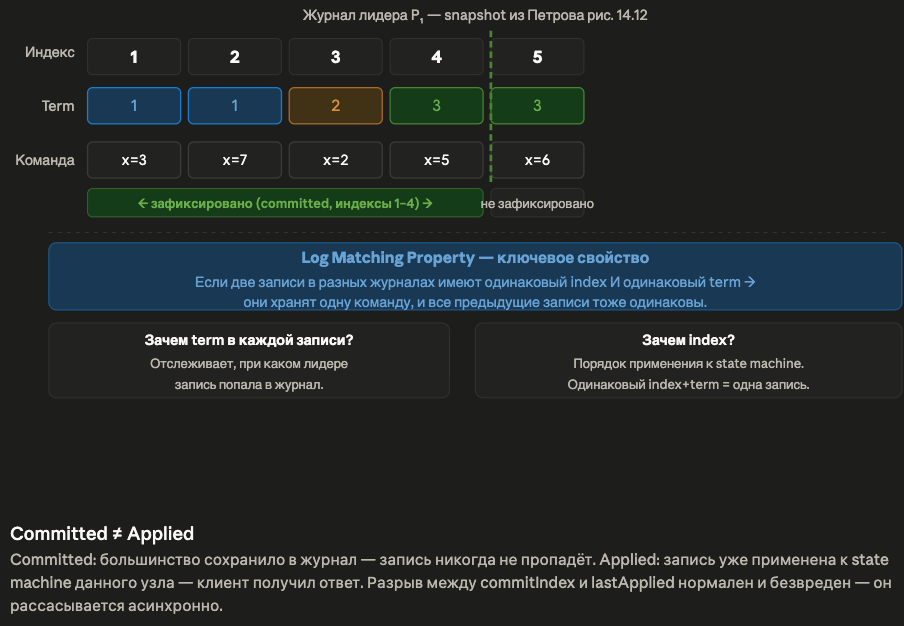 Журнал лидера P₁ — snapshot из Петрова рис. 14.12
Индекс 1 2 3 4 5
Term 1 1 2 3 3
Команда x=3 x=7 x=2 x=5 x=6
← зафиксировано (committed, индексы 1–4) → не зафиксировано
Log Matching Property — ключевое свойство
Если две записи в разных журналах имеют одинаковый index И одинаковый term →
они хранят одну команду, и все предыдущие записи тоже одинаковы.
Зачем term в каждой записи?
Отслеживает, при каком лидере
запись попала в журнал.
Зачем index?
Порядок применения к state machine.
Одинаковый index+term = одна запись.
Committed ≠ Applied
Committed: большинство сохранило в журнал — запись никогда не пропадёт. Applied: запись уже применена к state
machine данного узла — клиент получил ответ. Разрыв между commitIndex и lastApplied нормален и безвреден — он
рассасывается асинхронно.